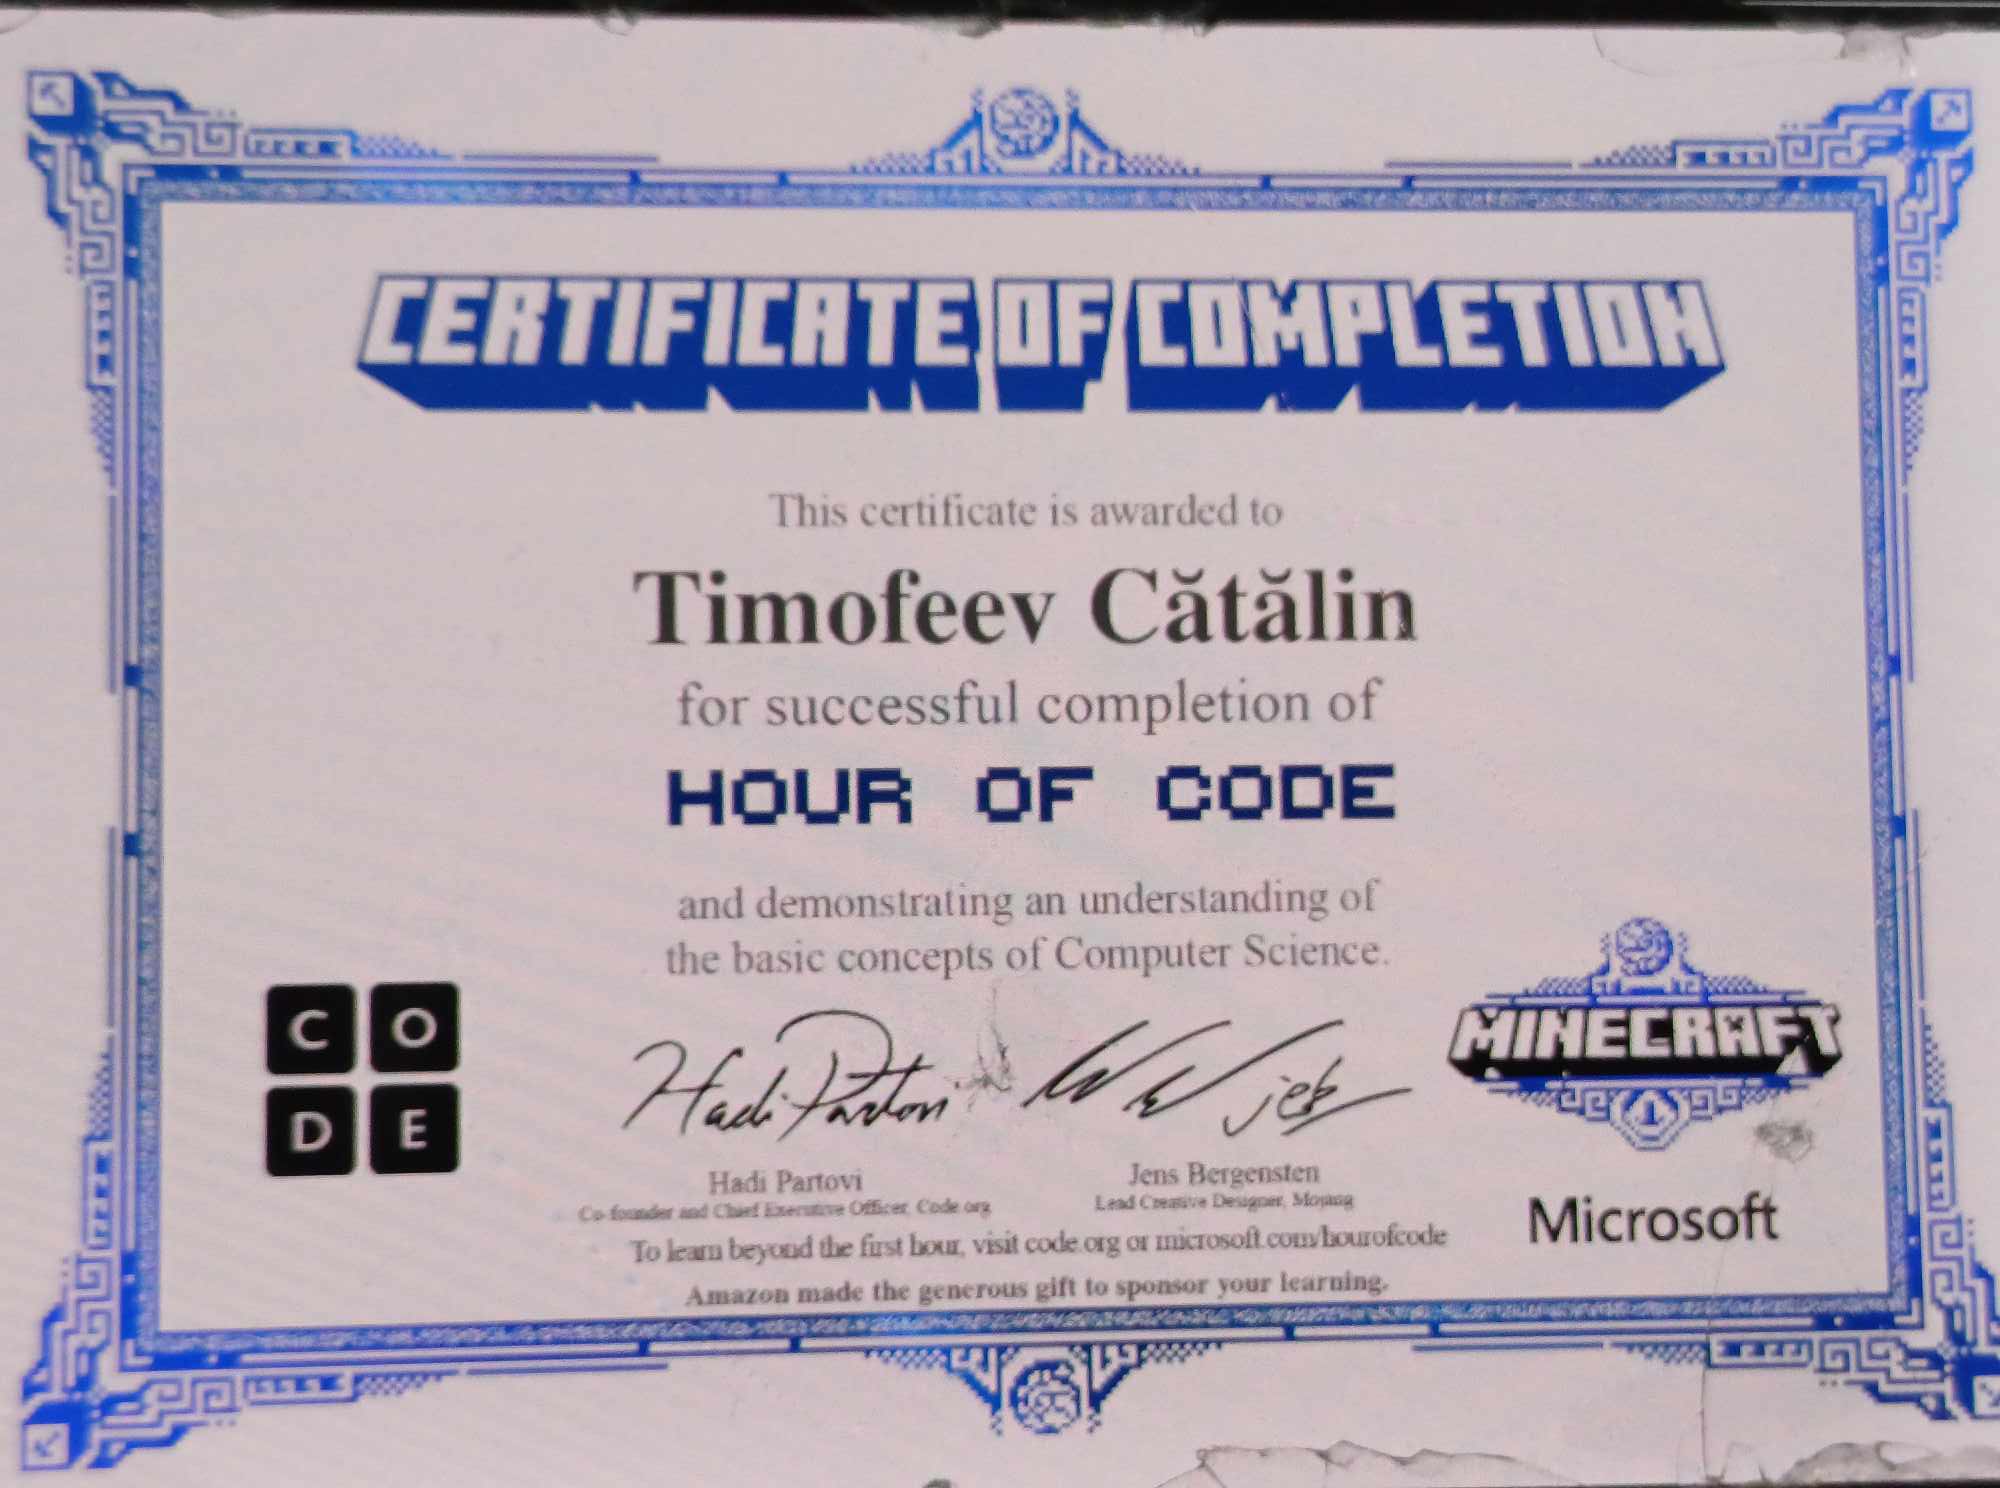 CERTIFICATE OF COMPLETION
This certificate is awarded to
Timofeev Cătălin
for successful completion of
HOUR OF CODE
and demonstrating an understanding of
the basic concepts of Computer Science.
C O
D E
Hadi Partovi
jeb
MINECRAFT
Hadi Partovi
Co-founder and Chief Executive Officer, Code.org
Jens Bergensten
Lead Creative Designer, Mojang
To learn beyond the first hour, visit code.org or microsoft.com/hourofcode
Amazon made the generous gift to sponsor your learning.
Microsoft